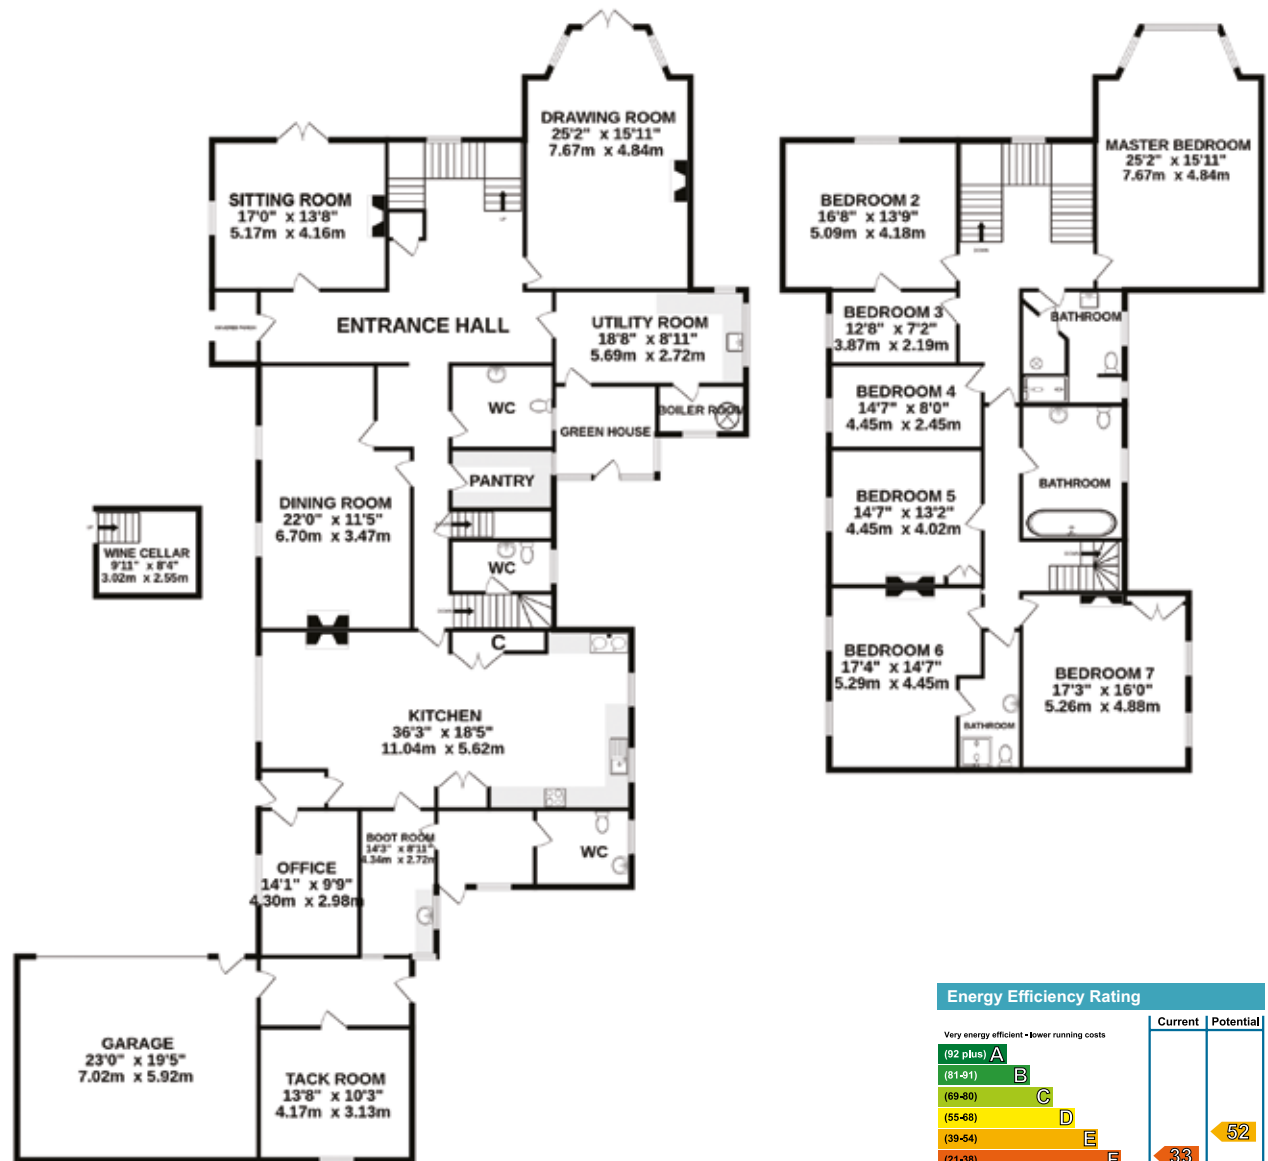 DRAWING ROOM
25'2" x 15'11"
7.67m x 4.84m
SITTING ROOM
17'0" x 13'8"
5.17m x 4.16m
UP
ENTRANCE HALL
UTILITY ROOM
18'8" x 8'11"
5.69m x 2.72m
BOILER ROOM
WC
GREEN HOUSE
PANTRY
DINING ROOM
22'0" x 11'5"
6.70m x 3.47m
WC
UP
WINE CELLAR
9'11" x 8'4"
3.02m x 2.55m
C
KITCHEN
36'3" x 18'5"
11.04m x 5.62m
BOOT ROOM
14'3" x 8'11"
4.34m x 2.72m
WC
OFFICE
14'1" x 9'9"
4.30m x 2.98m
GARAGE
23'0" x 19'5"
7.02m x 5.92m
TACK ROOM
13'8" x 10'3"
4.17m x 3.13m
MASTER BEDROOM
25'2" x 15'11"
7.67m x 4.84m
BEDROOM 2
16'8" x 13'9"
5.09m x 4.18m
DOWN
BEDROOM 3
12'8" x 7'2"
3.87m x 2.19m
BATHROOM
BEDROOM 4
14'7" x 8'0"
4.45m x 2.45m
BATHROOM
BEDROOM 5
14'7" x 13'2"
4.45m x 4.02m
BEDROOM 6
17'4" x 14'7"
5.29m x 4.45m
BEDROOM 7
17'3" x 16'0"
5.26m x 4.88m
BATHROOM
Energy Efficiency Rating
Current Potential
Very energy efficient - lower running costs
(92 plus) A
(81-91) B
(69-80) C
(55-68) D
(39-54) E
52
(21-38) F
33